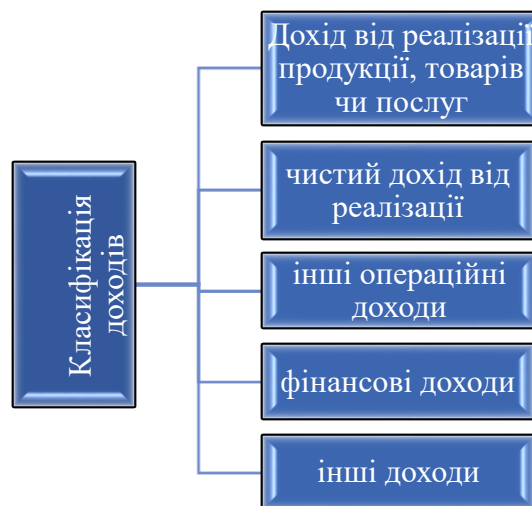 Класифікація
доходів
Дохід від реалізації
продукції, товарів
чи послуг
чистий дохід від
реалізації
інші операційні
доходи
фінансові доходи
інші доходи